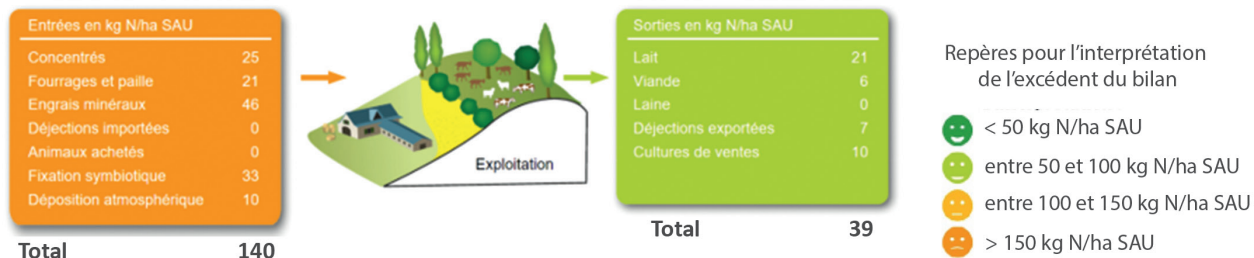 Entrées en kg N/ha SAU
Concentrés 25
Fourrages et paille 21
Engrais minéraux 46
Déjections importées 0
Animaux achetés 0
Fixation symbiotique 33
Déposition atmosphérique 10
Total 140
Exploitation
Sorties en kg N/ha SAU
Lait 21
Viande 6
Laine 0
Déjections exportées 7
Cultures de ventes 10
Total 39
Repères pour l’interprétation
de l’excédent du bilan
< 50 kg N/ha SAU
entre 50 et 100 kg N/ha SAU
entre 100 et 150 kg N/ha SAU
> 150 kg N/ha SAU